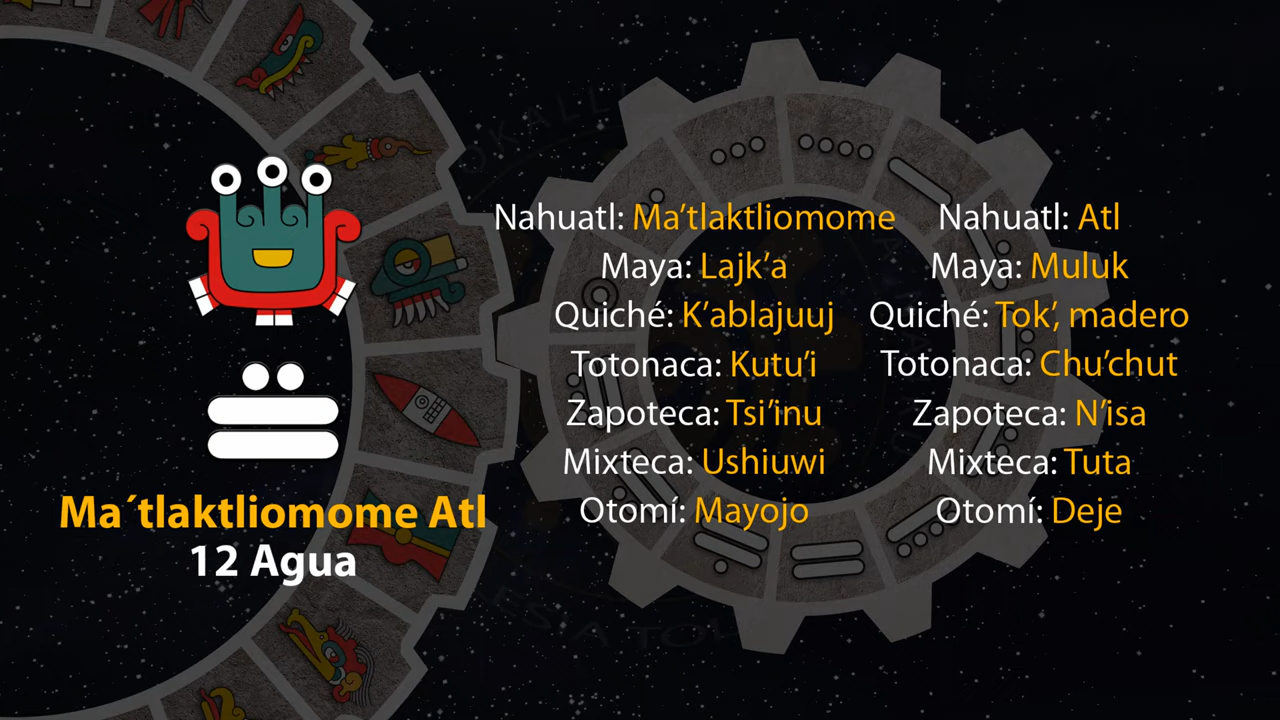 Nahuatl: Ma’tlaktliomome
Maya: Lajk’a
Quiché: K’ablajuuj
Totonaca: Kutu’i
Zapoteca: Tsi’inu
Mixteca: Ushiuwi
Otomí: Mayojo
Nahuatl: Atl
Maya: Muluk
Quiché: Tok’, madero
Totonaca: Chu’chut
Zapoteca: N’isa
Mixteca: Tuta
Otomí: Deje
Ma´tlaktliomome Atl
12 Agua